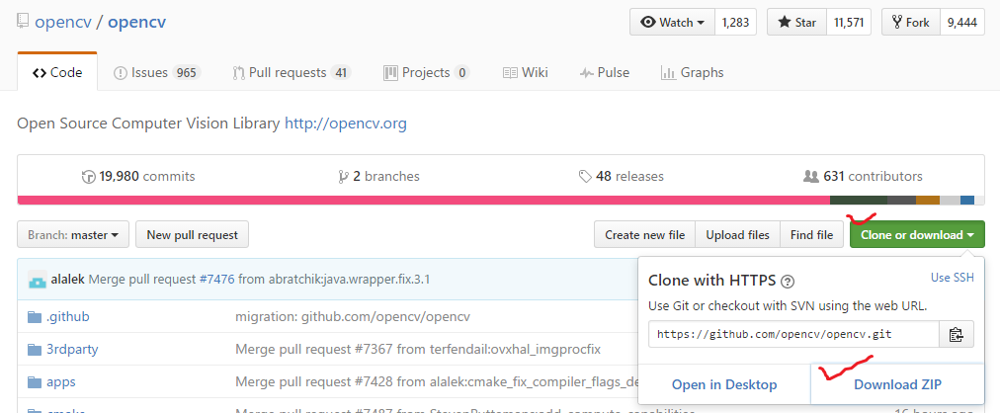 opencv / opencv
Watch 1,283 Star 11,571 Fork 9,444
Code Issues 965 Pull requests 41 Projects 0 Wiki Pulse Graphs
Open Source Computer Vision Library http://opencv.org
19,980 commits 2 branches 48 releases 631 contributors
Branch: master New pull request Create new file Upload files Find file Clone or download
alalek Merge pull request #7476 from abratchik:java.wrapper.fix.3.1
.github migration: github.com/opencv/opencv
3rdparty Merge pull request #7367 from terfendail:ovxhal_imgprocfix
apps Merge pull request #7428 from alalek:cmake_fix_compiler_flags_de
Clone with HTTPS ? Use SSH
Use Git or checkout with SVN using the web URL.
https://github.com/opencv/opencv.git
Open in Desktop Download ZIP